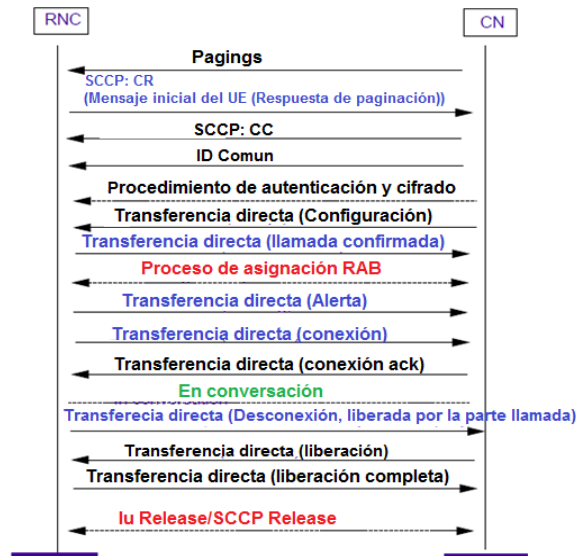 RNC
CN
Pagings
SCCP: CR
(Mensaje inicial del UE (Respuesta de paginación))
SCCP: CC
ID Comun
Procedimiento de autenticación y cifrado
Transferencia directa (Configuración)
Transferencia directa (llamada confirmada)
Proceso de asignación RAB
Transferencia directa (Alerta)
Transferencia directa (conexión)
Transferencia directa (conexión ack)
En conversación
Transferecia directa (Desconexión, liberada por la parte llamada)
Transferencia directa (liberación)
Transferencia directa (liberación completa)
Iu Release/SCCP Release